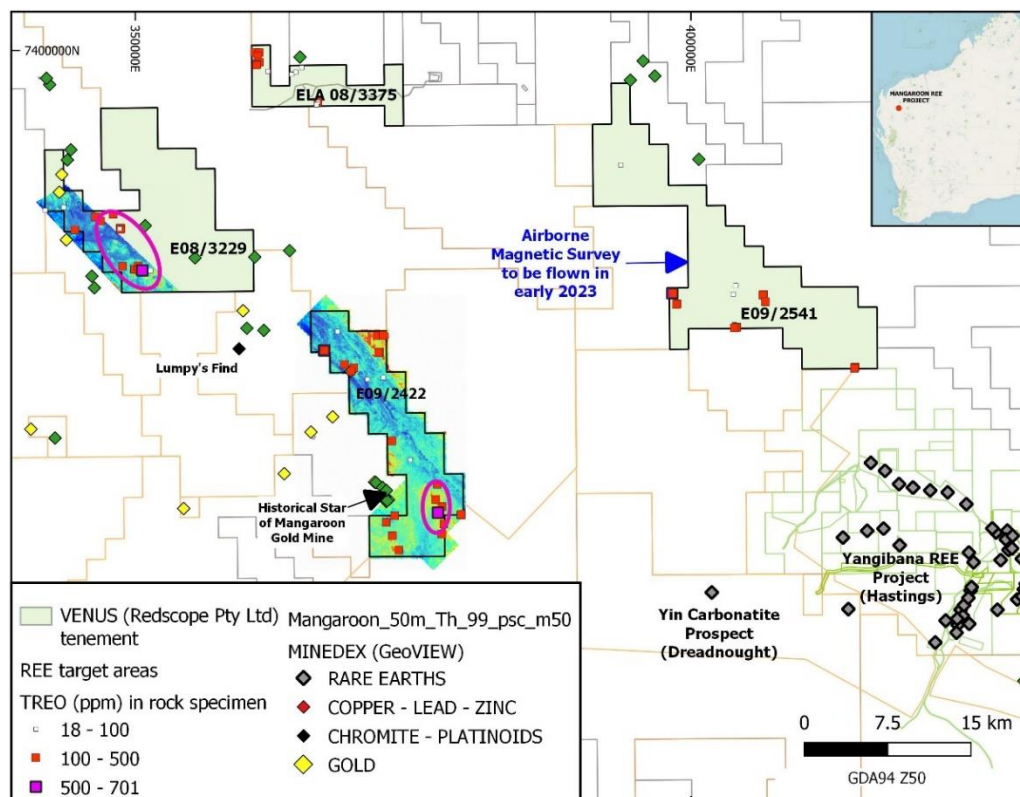 350000E
400000E
7400000N
MANGAROON REE
PROJECT
ELA 08/3375
E08/3229
Airborne
Magnetic Survey
to be flown in
early 2023
E09/2541
Lumpy's Find
E09/2422
Historical Star
of Mangaroon
Gold Mine
Yangibana REE
Project
(Hastings)
Yin Carbonatite
Prospect
(Dreadnought)
VENUS (Redscope Pty Ltd)
tenement
REE target areas
TREO (ppm) in rock specimen
18 - 100
100 - 500
500 - 701
Mangaroon_50m_Th_99_psc_m50
MINEDEX (GeoVIEW)
RARE EARTHS
COPPER - LEAD - ZINC
CHROMITE - PLATINOIDS
GOLD
0 7.5 15 km
GDA94 Z50